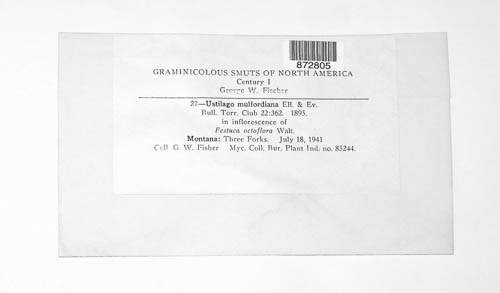 872805
GRAMINICOLOUS SMUTS OF NORTH AMERICA
Century I
George W. Fischer
27—Ustilago mulfordiana Ell. & Ev.
Bull. Torr. Club 22:362. 1895.
in inflorescence of
Festuca octoflora Walt.
Montana: Three Forks. July 18, 1941
Coll. G. W. Fisher Myc. Coll. Bur. Plant Ind. no. 85244.